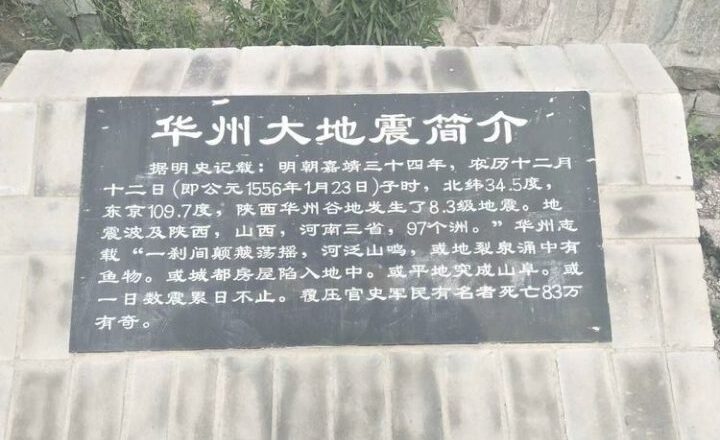 华州大地震简介
据明史记载：明朝嘉靖三十四年，农历十二月
十二日(即公元1556年1月23日)子时，北纬34.5度，
东京109.7度，陕西华州谷地发生了8.3级地震。地
震波及陕西，山西，河南三省，97个洲。”华州志
载“一刹间颠簸荡摇，河泛山鸣，或地裂泉涌中有
鱼物。或城都房屋陷入地中。或平地突成山阜。或
一日数震累日不止。覆压官史军民有名者死亡83万
有奇。